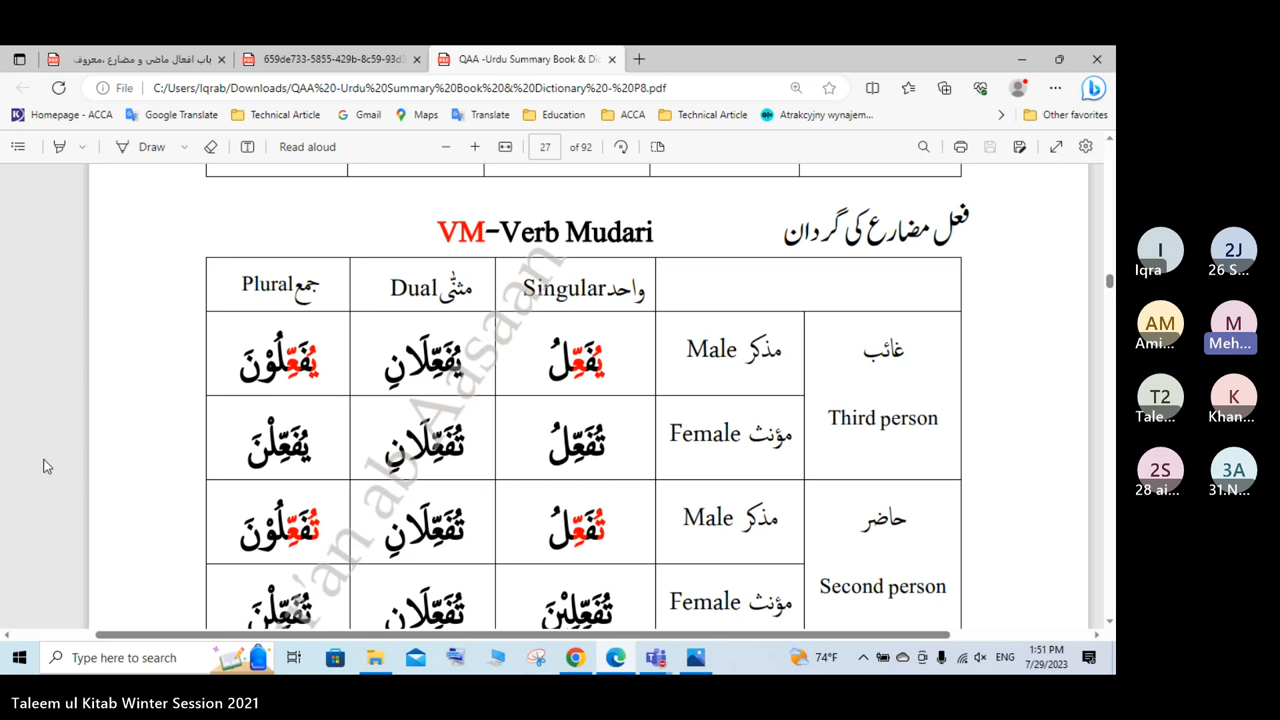 باب افعال ماضی و مضارع ،معروف
659de733-5855-429b-8c59-93d3
QAA -Urdu Summary Book & Dic
File
C:/Users/Iqrab/Downloads/QAA%20-Urdu%20Summary%20Book%20&%20Dictionary%20-%20P8.pdf
Homepage - ACCA
Google Translate
Technical Article
Gmail
Maps
Translate
Education
ACCA
Technical Article
Atrakcyjny wynajem...
Other favorites
Draw
Read aloud
27 of 92
فعل مضارع کی گردان
VM-Verb Mudari
واحد Singular
مثنّٰی Dual
جمع Plural
غائب
Third person
مذکر Male
يُفَعِّلُ
يُفَعِّلَانِ
يُفَعِّلُوْنَ
مؤنث Female
تُفَعِّلُ
تُفَعِّلَانِ
يُفَعِّلْنَ
حاضر
Second person
مذکر Male
تُفَعِّلُ
تُفَعِّلَانِ
تُفَعِّلُوْنَ
مؤنث Female
تُفَعِّلِيْنَ
تُفَعِّلَانِ
تُفَعِّلْنَ
I
Iqra
2J
26 S...
AM
Ami...
M
Meh...
T2
Tale...
K
Khan...
2S
28 ai...
3A
31.N...
Type here to search
74°F
ENG
1:51 PM
7/29/2023
Taleem ul Kitab Winter Session 2021